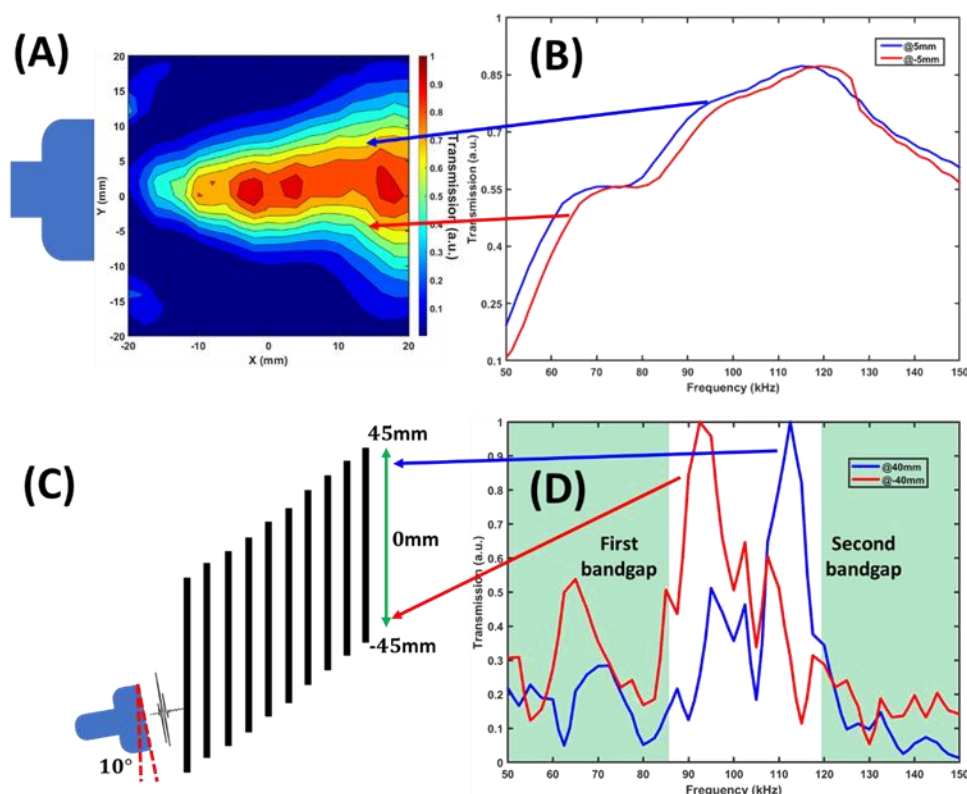 (A)
20
15
10
5
0
-5
-10
-15
-20
Y (mm)
-20
-10
0
10
20
X (mm)
1
0.9
0.8
0.7
0.6
0.5
0.4
0.3
0.2
0.1
Transmission (a.u.)
(B)
@5mm
@-5mm
1
0.85
0.7
0.55
0.4
0.25
0.1
Transmission (a.u.)
50
60
70
80
90
100
110
120
130
140
150
Frequency (kHz)
(C)
45mm
0mm
-45mm
10°
(D)
@40mm
@-40mm
First
bandgap
Second
bandgap
1
0.9
0.8
0.7
0.6
0.5
0.4
0.3
0.2
0.1
0
Transmission (a.u.)
50
60
70
80
90
100
110
120
130
140
150
Frequency (kHz)